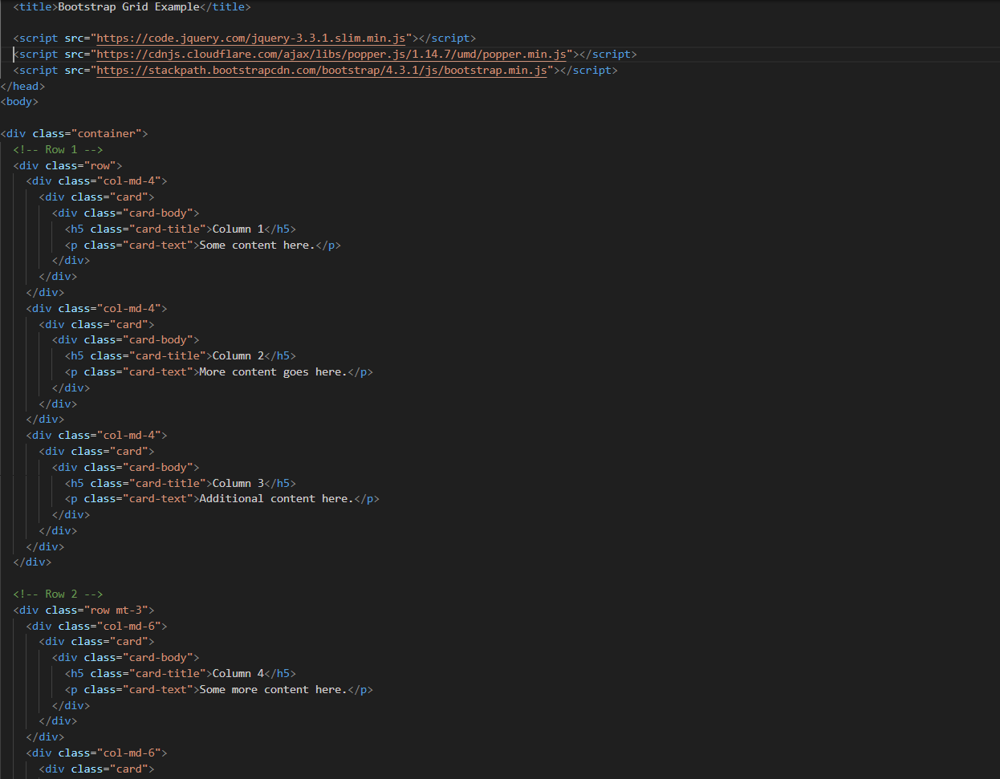 <title>Bootstrap Grid Example</title>
<script src="https://code.jquery.com/jquery-3.3.1.slim.min.js"></script>
<script src="https://cdnjs.cloudflare.com/ajax/libs/popper.js/1.14.7/umd/popper.min.js"></script>
<script src="https://stackpath.bootstrapcdn.com/bootstrap/4.3.1/js/bootstrap.min.js"></script>
</head>
<body>
<div class="container">
<!-- Row 1 -->
<div class="row">
<div class="col-md-4">
<div class="card">
<div class="card-body">
<h5 class="card-title">Column 1</h5>
<p class="card-text">Some content here.</p>
</div>
</div>
</div>
<div class="col-md-4">
<div class="card">
<div class="card-body">
<h5 class="card-title">Column 2</h5>
<p class="card-text">More content goes here.</p>
</div>
</div>
</div>
<div class="col-md-4">
<div class="card">
<div class="card-body">
<h5 class="card-title">Column 3</h5>
<p class="card-text">Additional content here.</p>
</div>
</div>
</div>
</div>
<!-- Row 2 -->
<div class="row mt-3">
<div class="col-md-6">
<div class="card">
<div class="card-body">
<h5 class="card-title">Column 4</h5>
<p class="card-text">Some more content here.</p>
</div>
</div>
</div>
<div class="col-md-6">
<div class="card">